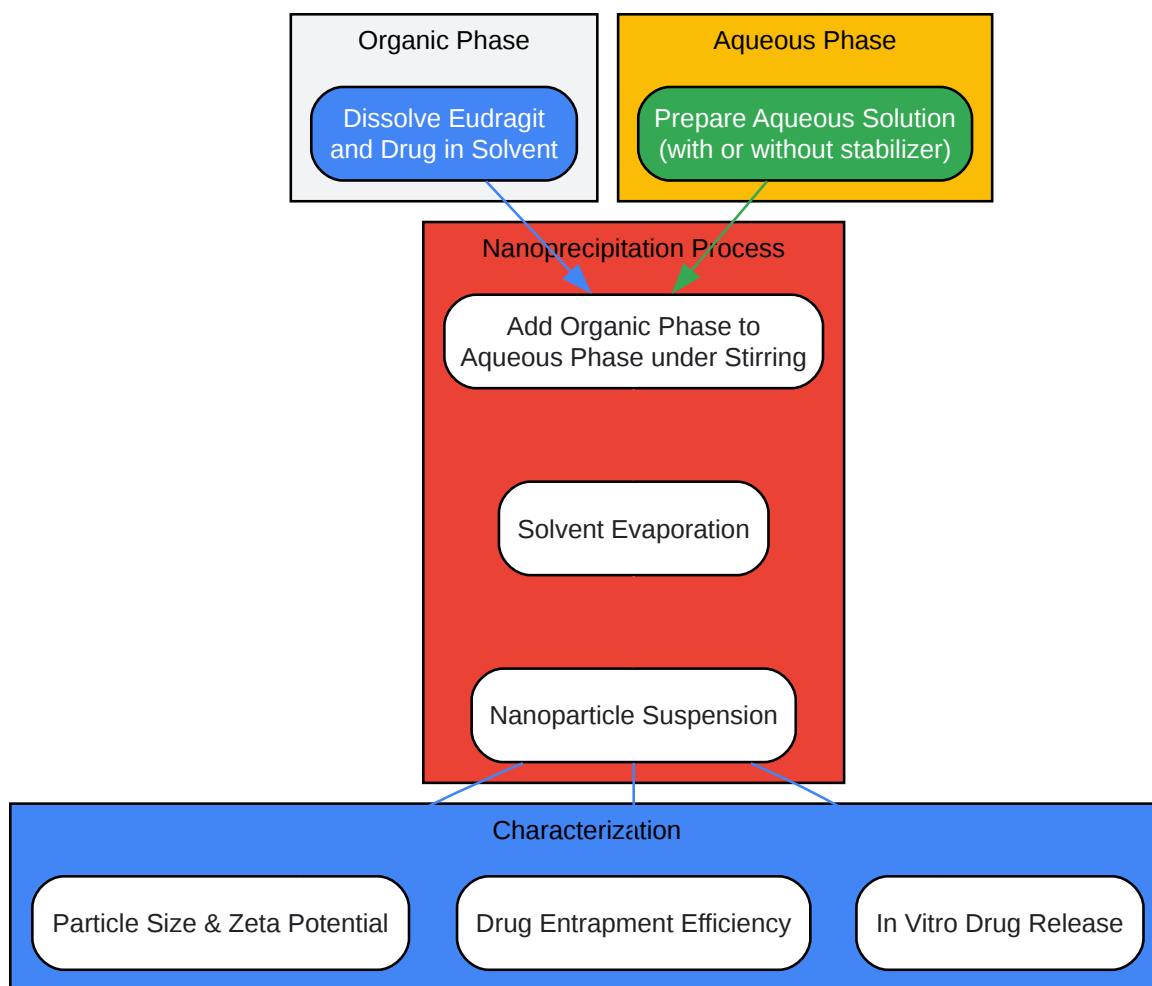 Organic Phase
Aqueous Phase
Dissolve Eudragit
and Drug in Solvent
Prepare Aqueous Solution
(with or without stabilizer)
Nanoprecipitation Process
Add Organic Phase to
Aqueous Phase under Stirring
Solvent Evaporation
Nanoparticle Suspension
Characterization
Particle Size & Zeta Potential
Drug Entrapment Efficiency
In Vitro Drug Release